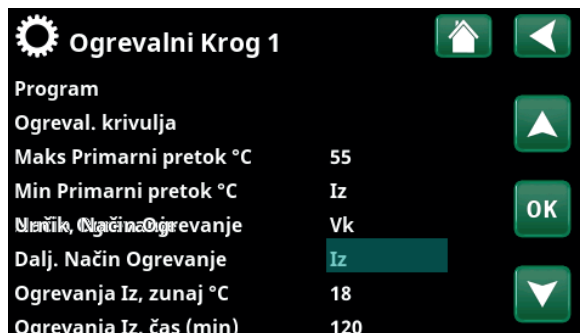 Ogrevalni Krog 1
Program
Ogreval. krivulja
Maks Primarni pretok °C 55
Min Primarni pretok °C Iz
Ogrevanje Vk
OK
Dalj. Način Ogrevanje Iz
Ogrevanja Iz, zunaj °C 18
Ogrevanja Iz, čas (min) 120